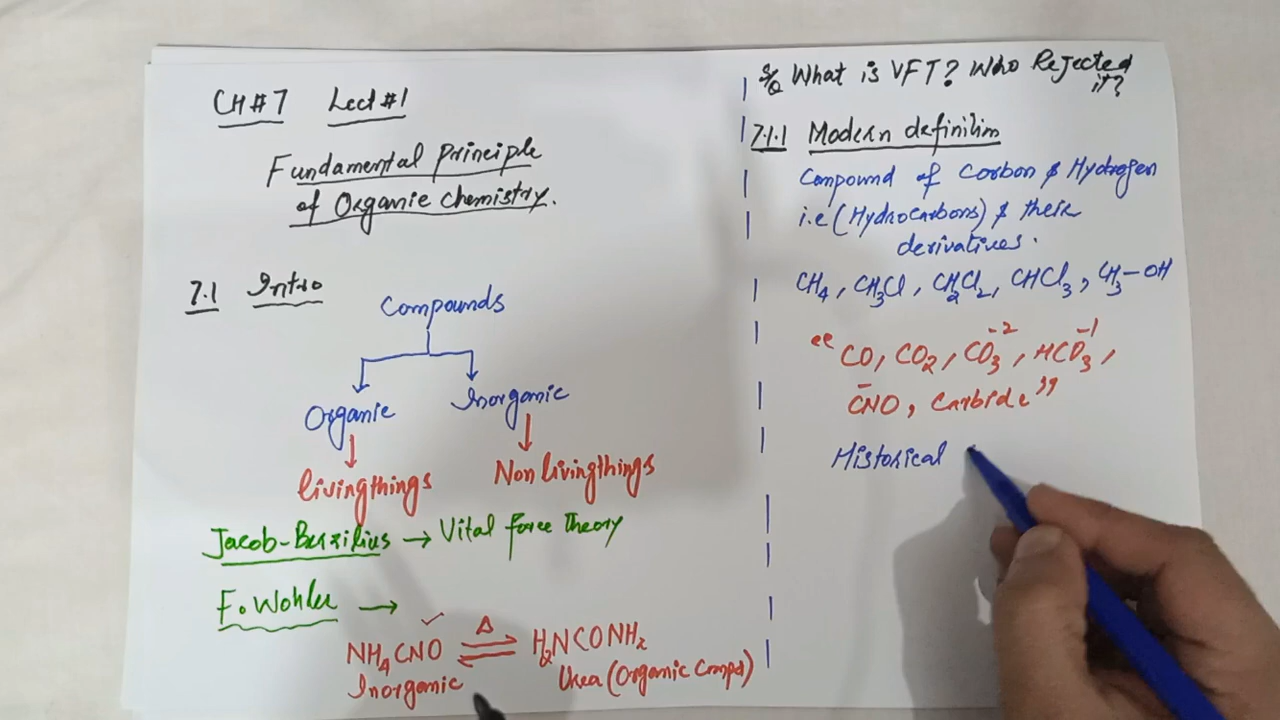 CH#7 Lect#1
Fundamental Principle
of Organic Chemistry.
7.1 Intro
Compounds
Organic Inorganic
livingthings Non livingthings
Jacob-Berzilius → Vital force Theory
F. Wohler →
NH4CNO ✓ ⇌ Δ H2NCONH2
Inorganic Urea (Organic Compd)
S/Q What is VFT? Who Rejected
it?
7.1.1 Modern definition
Compound of Carbon & Hydrogen
i.e (Hydrocarbons) & their
derivatives.
CH4, CH3Cl, CH2Cl2, CHCl3, CH3-OH
"CO, CO2, CO3⁻², HCO3⁻¹,
C̄NO, Carbide"
Historical